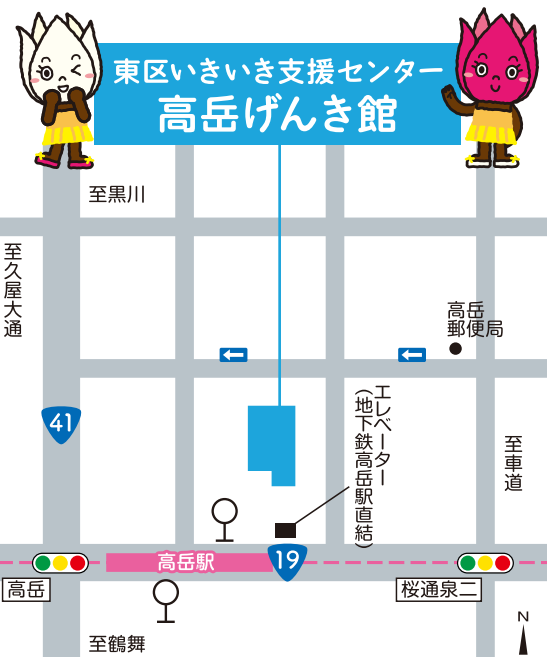 東区いきいき支援センター
高岳げんき館
至黒川
至久屋大通
高岳
郵便局
エレベーター
(地下鉄高岳駅直結)
41
至車道
高岳駅
19
高岳
桜通泉二
至鶴舞
N